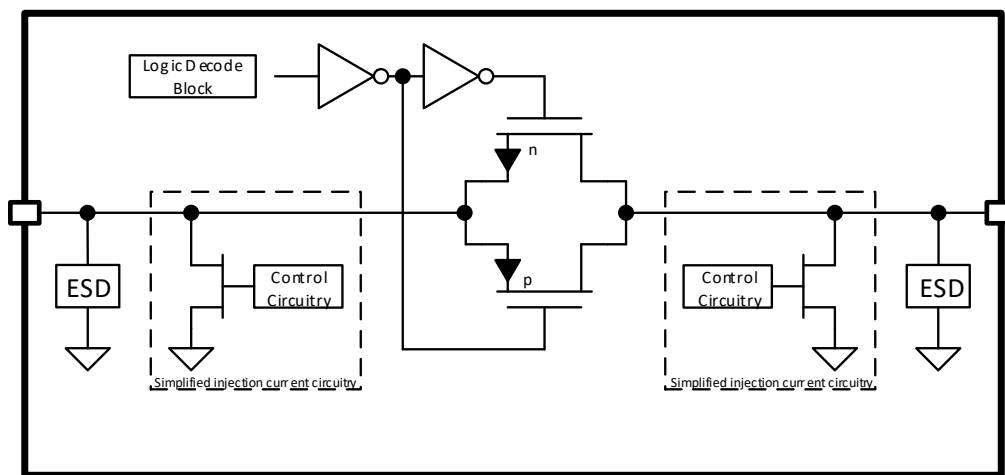 Logic Decode
Block
n
p
ESD
Control
Circuitry
Simplified injection current circuitry
Control
Circuitry
ESD
Simplified injection current circuitry